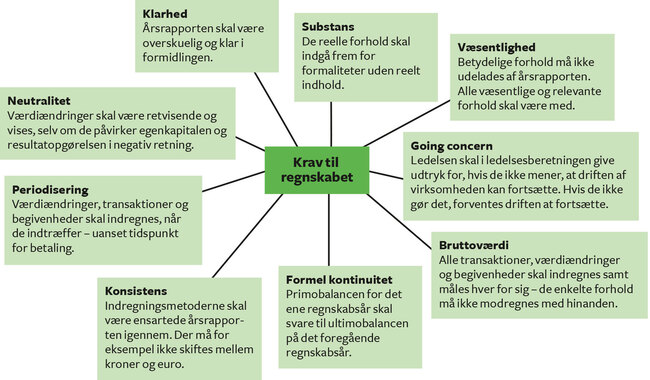 Klarhed
Årsrapporten skal være
overskuelig og klar i
formidlingen.
Substans
De reelle forhold skal
indgå frem for
formaliteter uden reelt
indhold.
Væsentlighed
Betydelige forhold må ikke
udelades af årsrapporten.
Alle væsentlige og relevante
forhold skal være med.
Neutralitet
Værdiændringer skal være retvisende og
vises, selv om de påvirker egenkapitalen og
resultatopgørelsen i negativ retning.
Krav til
regnskabet
Going concern
Ledelsen skal i ledelsesberetningen give
udtryk for, hvis de ikke mener, at driften af
virksomheden kan fortsætte. Hvis de ikke
gør det, forventes driften at fortsætte.
Periodisering
Værdiændringer, transaktioner og
begivenheder skal indregnes, når
de indtræffer – uanset tidspunkt
for betaling.
Bruttoværdi
Alle transaktioner, værdiændringer
og begivenheder skal indregnes samt
måles hver for sig – de enkelte forhold
må ikke modregnes med hinanden.
Konsistens
Indregningsmetoderne skal
være ensartede årsrappor-
ten igennem. Der må for
eksempel ikke skiftes mellem
kroner og euro.
Formel kontinuitet
Primobalancen for det
ene regnskabsår skal
svare til ultimobalancen
på det foregående
regnskabsår.